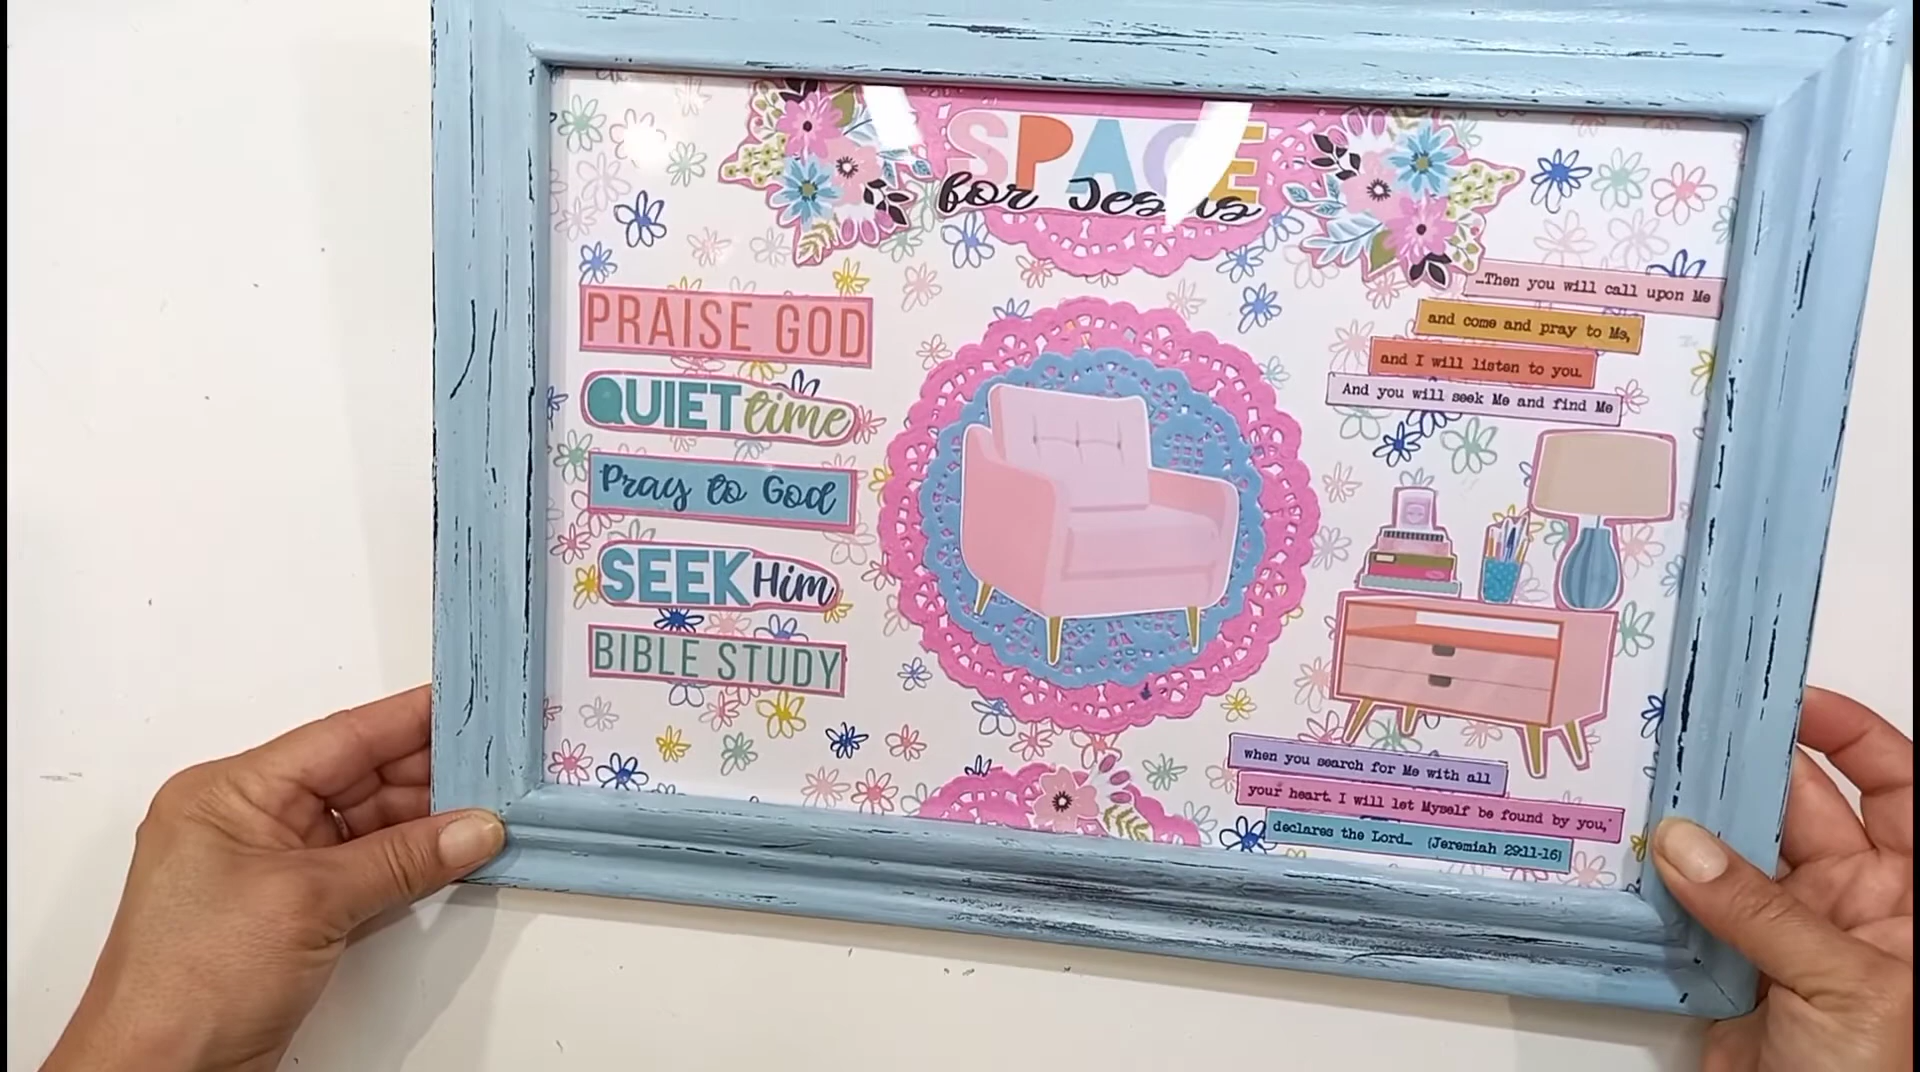 SPACE
for Jesus
PRAISE GOD
QUIET time
Pray to God
SEEK Him
BIBLE STUDY
...Then you will call upon Me
and come and pray to Me,
and I will listen to you.
And you will seek Me and find Me
when you search for Me with all
your heart. I will let Myself be found by you,'
declares the Lord... (Jeremiah 29:11-16)